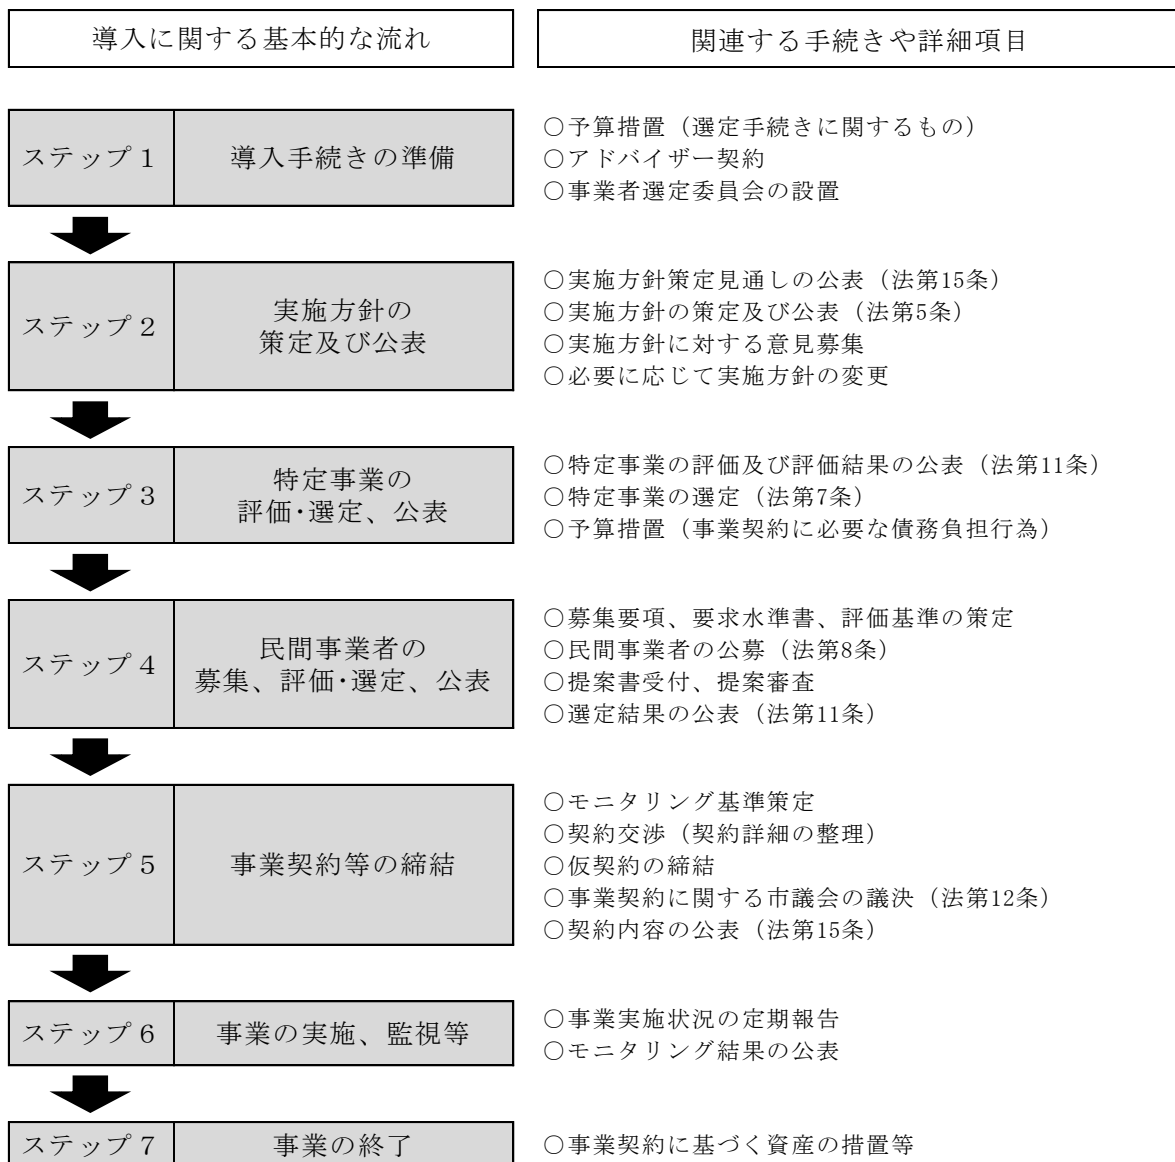 導入に関する基本的な流れ
関連する手続きや詳細項目
ステップ１
導入手続きの準備
○予算措置（選定手続きに関するもの）
○アドバイザー契約
○事業者選定委員会の設置
ステップ２
実施方針の
策定及び公表
○実施方針策定見通しの公表（法第15条）
○実施方針の策定及び公表（法第5条）
○実施方針に対する意見募集
○必要に応じて実施方針の変更
ステップ３
特定事業の
評価･選定、公表
○特定事業の評価及び評価結果の公表（法第11条）
○特定事業の選定（法第7条）
○予算措置（事業契約に必要な債務負担行為）
ステップ４
民間事業者の
募集、評価･選定、公表
○募集要項、要求水準書、評価基準の策定
○民間事業者の公募（法第8条）
○提案書受付、提案審査
○選定結果の公表（法第11条）
ステップ５
事業契約等の締結
○モニタリング基準策定
○契約交渉（契約詳細の整理）
○仮契約の締結
○事業契約に関する市議会の議決（法第12条）
○契約内容の公表（法第15条）
ステップ６
事業の実施、監視等
○事業実施状況の定期報告
○モニタリング結果の公表
ステップ７
事業の終了
○事業契約に基づく資産の措置等